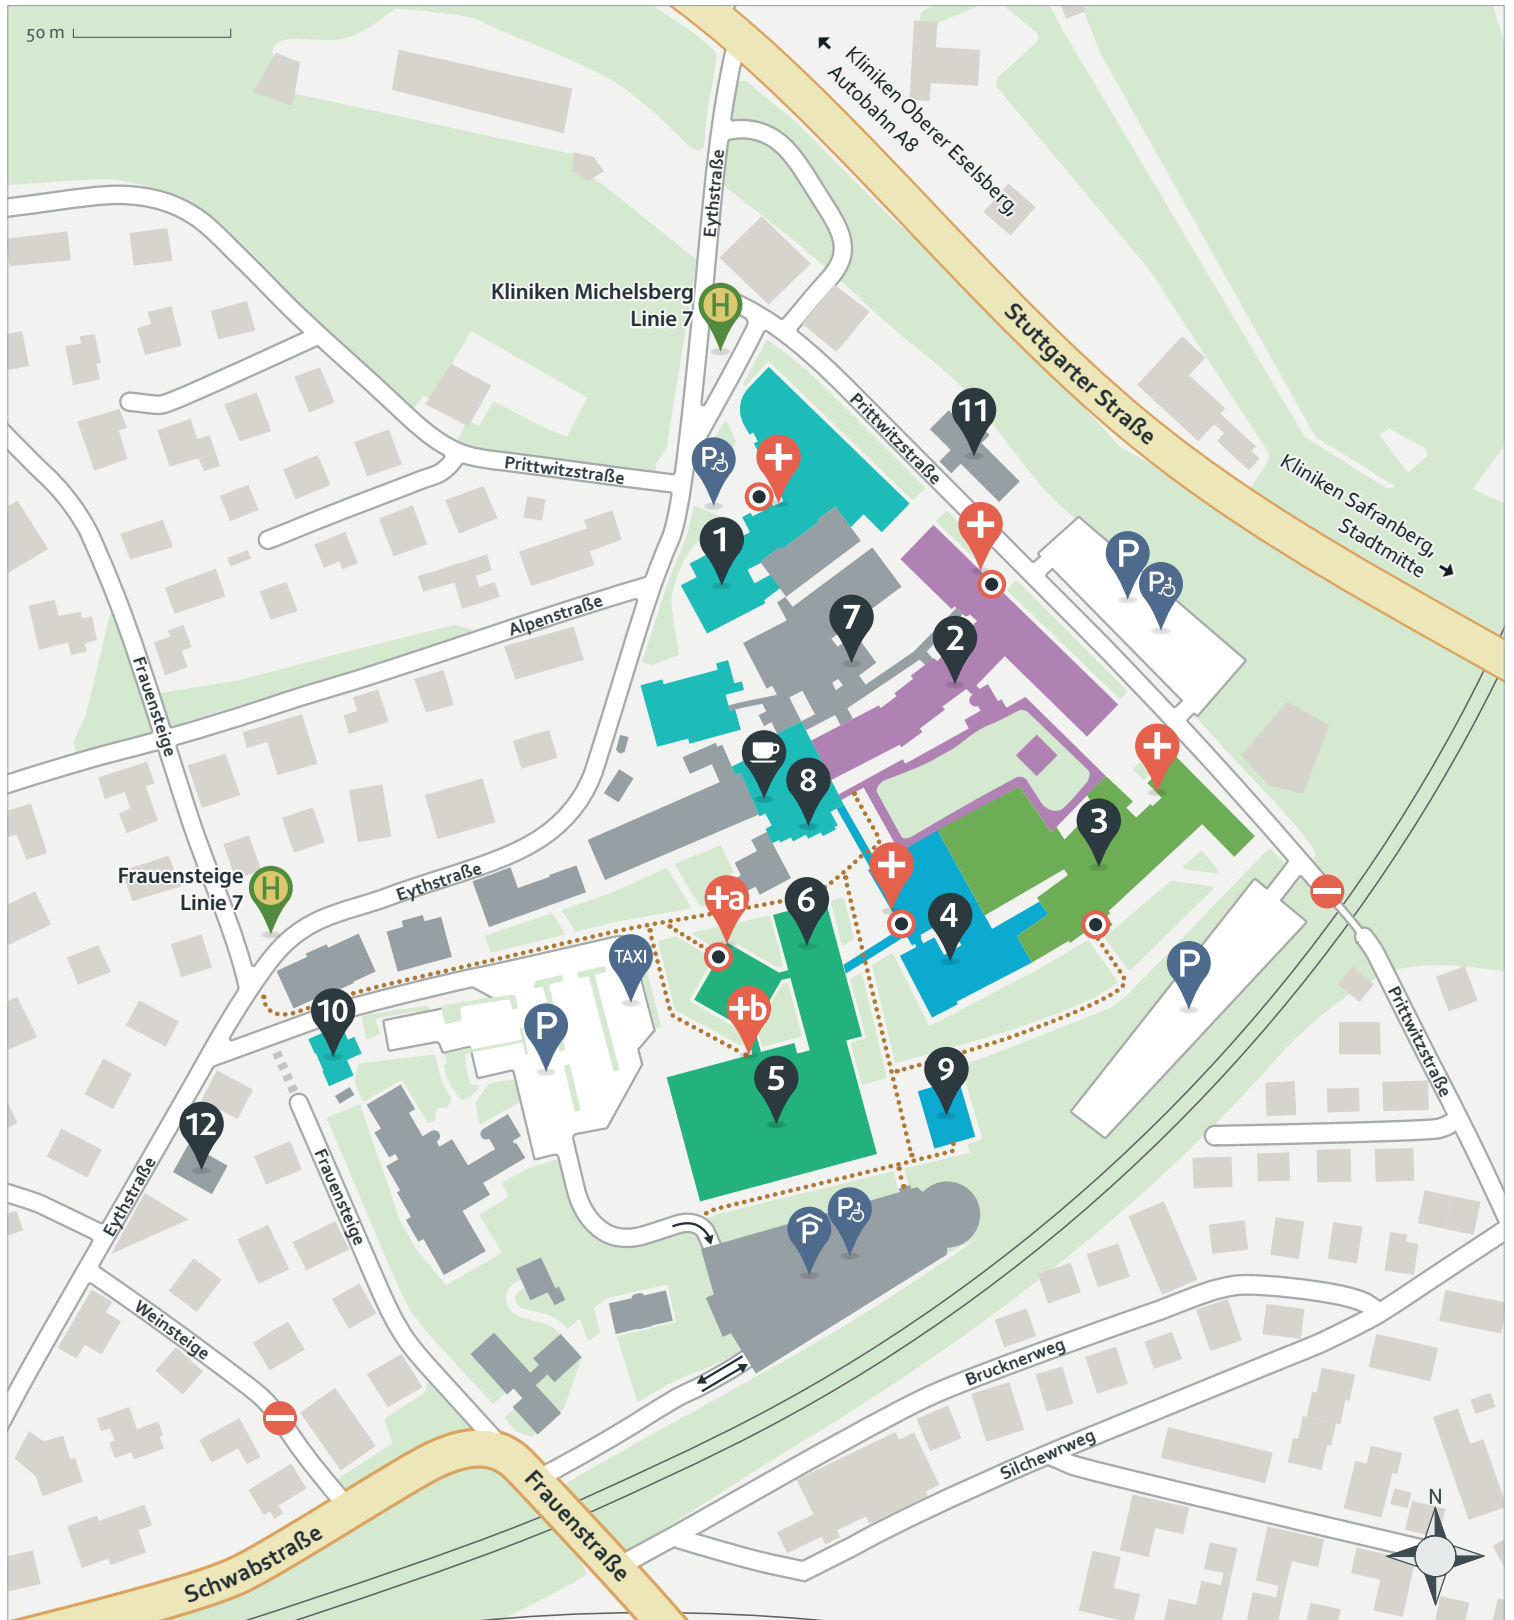 50 m
Kliniken Oberer Eselsberg,
Autobahn A8
Eythstraße
Kliniken Michelsberg
Linie 7
H
Stuttgarter Straße
Prittwitzstraße
11
Kliniken Safranberg,
Stadtmitte
Prittwitzstraße
P
1
P
P
Alpenstraße
7
2
Frauensteige
8
3
Frauensteige
Linie 7
H
Eythstraße
+a
6
4
TAXI
P
10
P
+b
5
9
Prittwitzstraße
12
Eythstraße
Frauensteige
P
P
Weinsteige
Brucknerweg
Silchewrweg
Frauenstraße
Schwabstraße
N